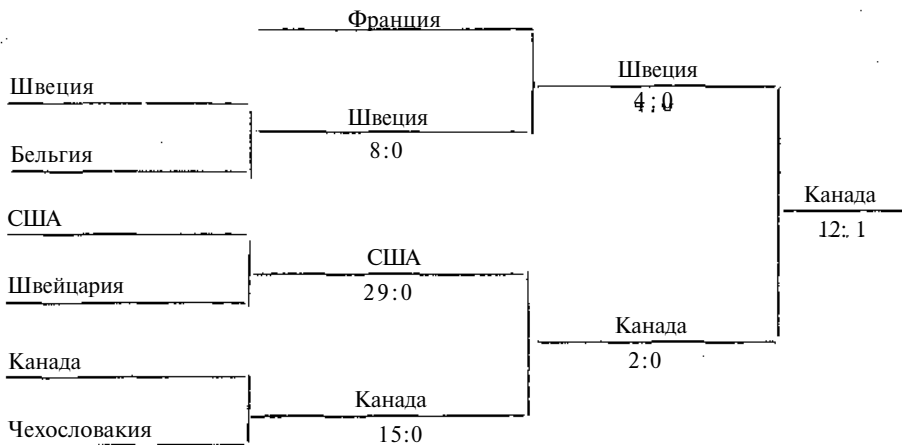 Франция
Швеция
4:0
Швеция
Швеция
8:0
Бельгия
Канада
12:1
США
США
29:0
Швейцария
Канада
2:0
Канада
Канада
15:0
Чехословакия